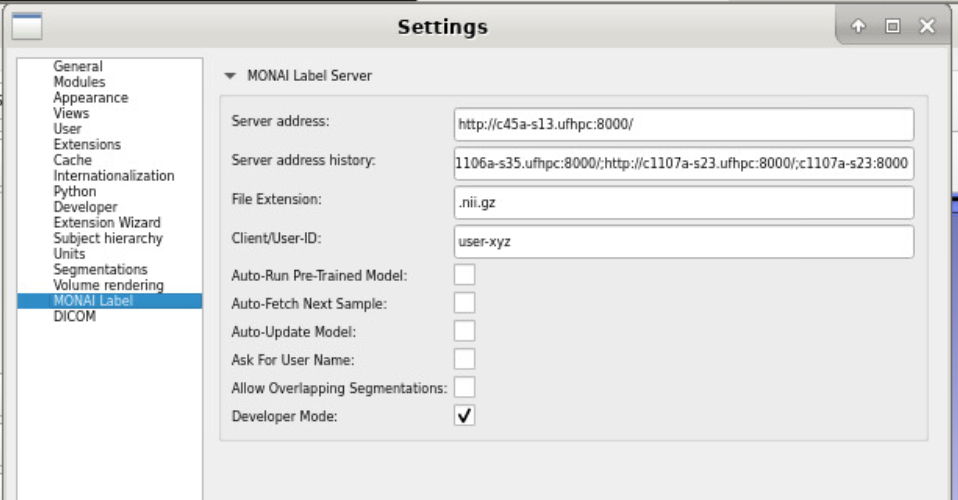 Settings
General
Modules
Appearance
Views
User
Extensions
Cache
Internationalization
Python
Developer
Extension Wizard
Subject hierarchy
Units
Segmentations
Volume rendering
MONAI Label
DICOM
MONAI Label Server
Server address: http://c45a-s13.ufhpc:8000/
Server address history: 1106a-s35.ufhpc:8000/;http://c1107a-s23.ufhpc:8000/;c1107a-s23:8000
File Extension: .nii.gz
Client/User-ID: user-xyz
Auto-Run Pre-Trained Model:
Auto-Fetch Next Sample:
Auto-Update Model:
Ask For User Name:
Allow Overlapping Segmentations:
Developer Mode: